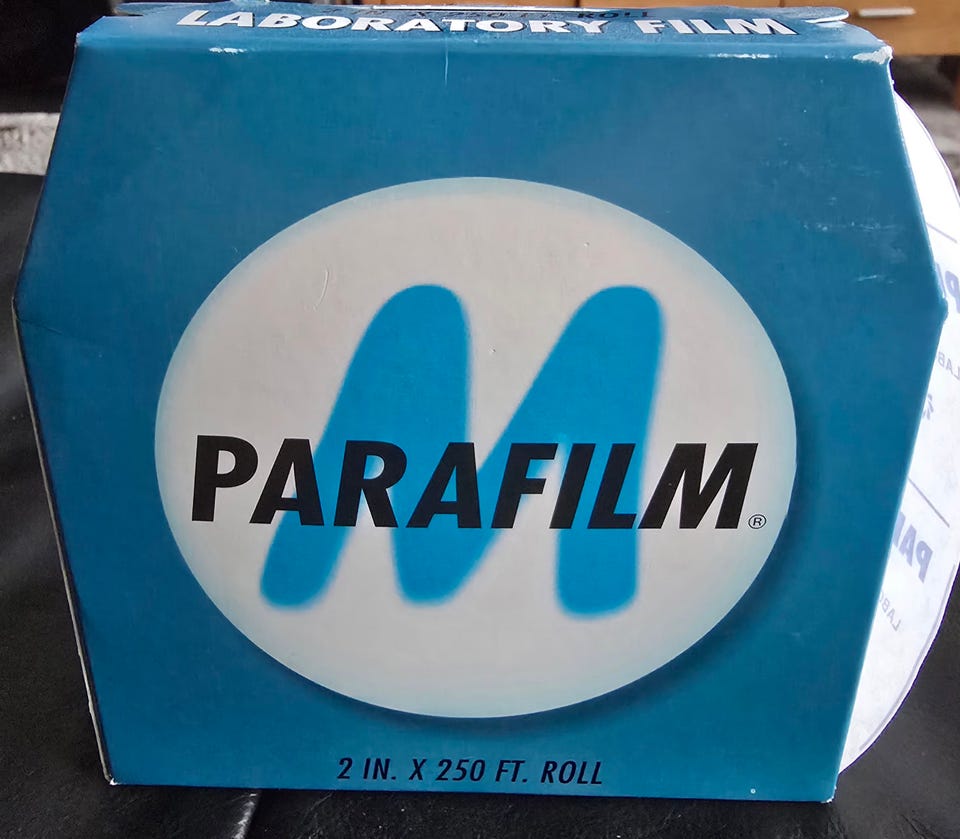 LABORATORY FILM
M
PARAFILM®
2 IN. X 250 FT. ROLL